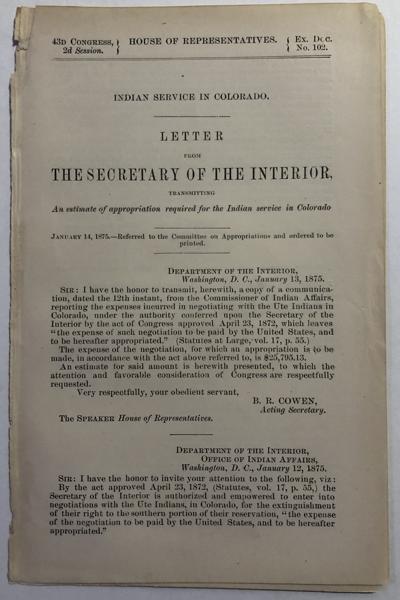 43D CONGRESS, } HOUSE OF REPRESENTATIVES. { EX. DOC.
2d Session. } { No. 102.
INDIAN SERVICE IN COLORADO.
LETTER
FROM
THE SECRETARY OF THE INTERIOR,
TRANSMITTING
An estimate of appropriation required for the Indian service in Colorado
JANUARY 14, 1875.—Referred to the Committee on Appropriations and ordered to be
printed.
DEPARTMENT OF THE INTERIOR,
Washington, D. C., January 13, 1875.
SIR: I have the honor to transmit, herewith, a copy of a communica-
tion, dated the 12th instant, from the Commissioner of Indian Affairs,
reporting the expenses incurred in negotiating with the Ute Indians in
Colorado, under the authority conferred upon the Secretary of the
Interior by the act of Congress approved April 23, 1872, which leaves
"the expense of such negotiation to be paid by the United States, and
to be hereafter appropriated." (Statutes at Large, vol. 17, p. 55.)
The expense of the negotiation, for which an appropriation is to be
made, in accordance with the act above referred to, is $25,795.13.
An estimate for said amount is herewith presented, to which the
attention and favorable consideration of Congress are respectfully
requested.
Very respectfully, your obedient servant,
B. R. COWEN,
Acting Secretary.
The SPEAKER House of Representatives.
DEPARTMENT OF THE INTERIOR,
OFFICE OF INDIAN AFFAIRS,
Washington, D. C., January 12, 1875.
SIR: I have the honor to invite your attention to the following, viz:
By the act approved April 23, 1872, (Statutes, vol. 17, p. 55,) the
Secretary of the Interior is authorized and empowered to enter into
negotiations with the Ute Indians, in Colorado, for the extinguishment
of their right to the southern portion of their reservation, "the expense
of the negotiation to be paid by the United States, and to be hereafter
appropriated."